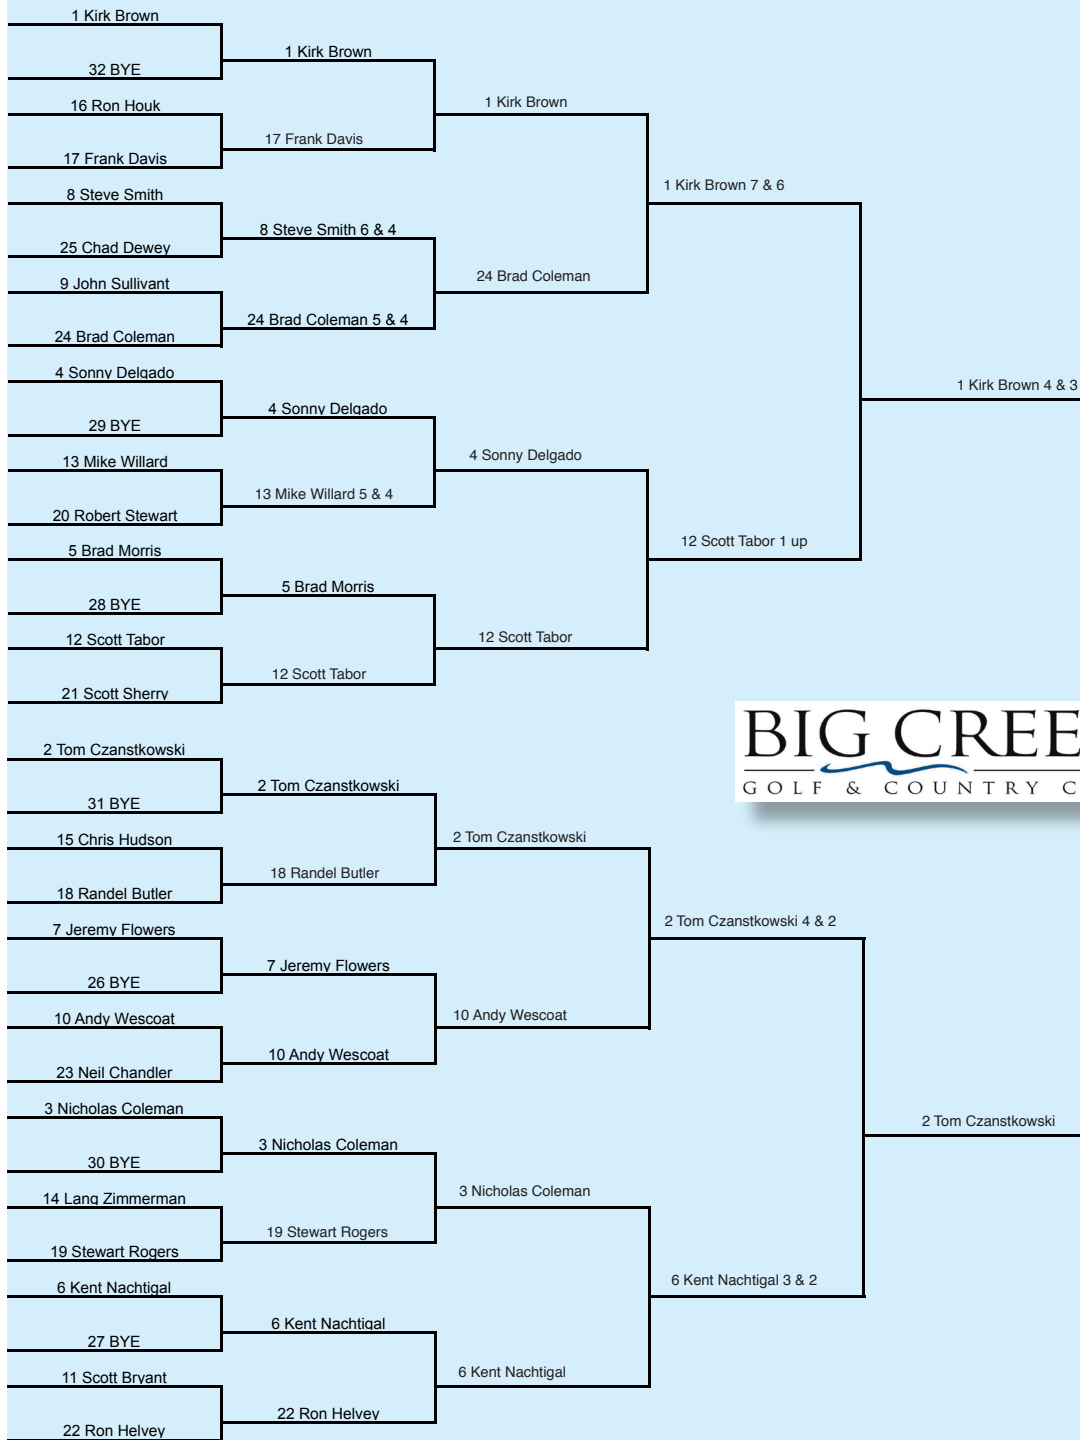 1 Kirk Brown
32 BYE
16 Ron Houk
17 Frank Davis
8 Steve Smith
25 Chad Dewey
9 John Sullivant
24 Brad Coleman
4 Sonny Delgado
29 BYE
13 Mike Willard
20 Robert Stewart
5 Brad Morris
28 BYE
12 Scott Tabor
21 Scott Sherry
2 Tom Czanstkowski
31 BYE
15 Chris Hudson
18 Randel Butler
7 Jeremy Flowers
26 BYE
10 Andy Wescoat
23 Neil Chandler
3 Nicholas Coleman
30 BYE
14 Lang Zimmerman
19 Stewart Rogers
6 Kent Nachtigal
27 BYE
11 Scott Bryant
22 Ron Helvey
1 Kirk Brown
17 Frank Davis
8 Steve Smith 6 & 4
24 Brad Coleman 5 & 4
4 Sonny Delgado
13 Mike Willard 5 & 4
5 Brad Morris
12 Scott Tabor
2 Tom Czanstkowski
18 Randel Butler
7 Jeremy Flowers
10 Andy Wescoat
3 Nicholas Coleman
19 Stewart Rogers
6 Kent Nachtigal
22 Ron Helvey
1 Kirk Brown
24 Brad Coleman
4 Sonny Delgado
12 Scott Tabor
2 Tom Czanstkowski
10 Andy Wescoat
3 Nicholas Coleman
6 Kent Nachtigal
1 Kirk Brown 7 & 6
12 Scott Tabor 1 up
2 Tom Czanstkowski 4 & 2
6 Kent Nachtigal 3 & 2
1 Kirk Brown 4 & 3
2 Tom Czanstkowski
BIG CREE
GOLF & COUNTRY C